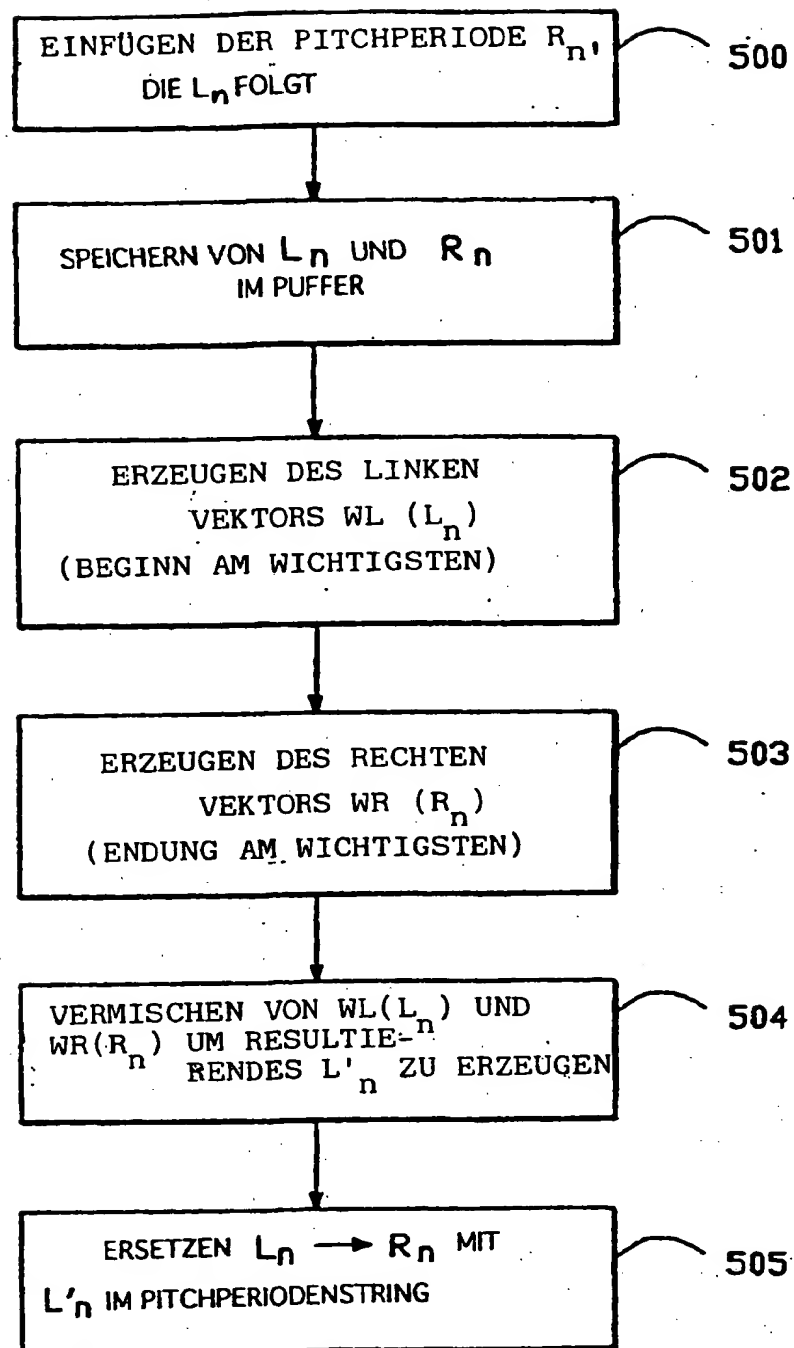 EINFÜGEN DER PITCHPERIODE Rn,
DIE Ln FOLGT
500
SPEICHERN VON Ln UND Rn
IM PUFFER
501
ERZEUGEN DES LINKEN
VEKTORS WL (Ln)
(BEGINN AM WICHTIGSTEN)
502
ERZEUGEN DES RECHTEN
VEKTORS WR (Rn)
(ENDUNG AM WICHTIGSTEN)
503
VERMISCHEN VON WL(Ln) UND
WR(Rn) UM RESULTIE-
RENDES L'n ZU ERZEUGEN
504
ERSETZEN Ln → Rn MIT
L'n IM PITCHPERIODENSTRING
505